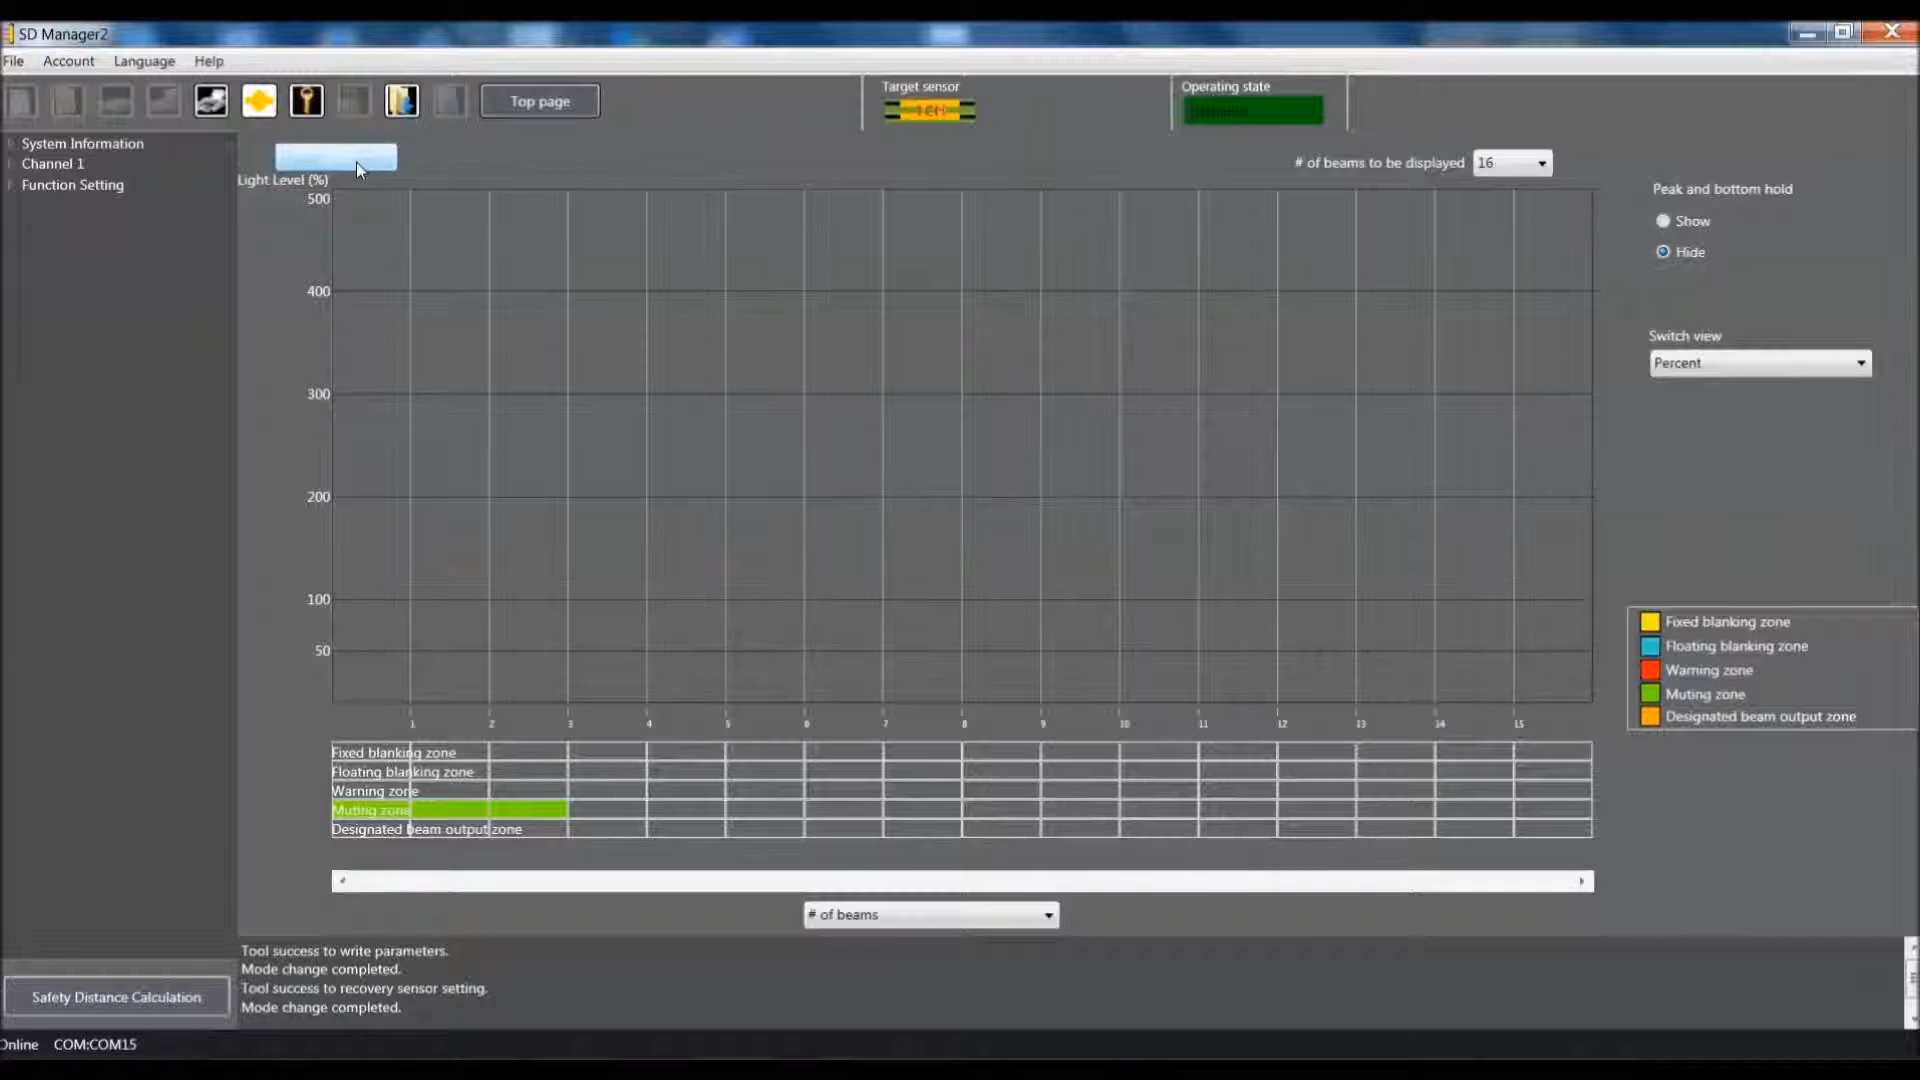 SD Manager2
File Account Language Help
Top page
Target sensor
1CH
Operating state
System Information
Channel 1
Function Setting
# of beams to be displayed 16
Light Level (%)
500
400
300
200
100
50
1 2 3 4 5 6 7 8 9 10 11 12 13 14 15
Peak and bottom hold
Show
Hide
Switch view
Percent
Fixed blanking zone
Floating blanking zone
Warning zone
Muting zone
Designated beam output zone
Fixed blanking zone
Floating blanking zone
Warning zone
Muting zone
Designated beam output zone
# of beams
Tool success to write parameters.
Mode change completed.
Tool success to recovery sensor setting.
Mode change completed.
Safety Distance Calculation
Online COM:COM15